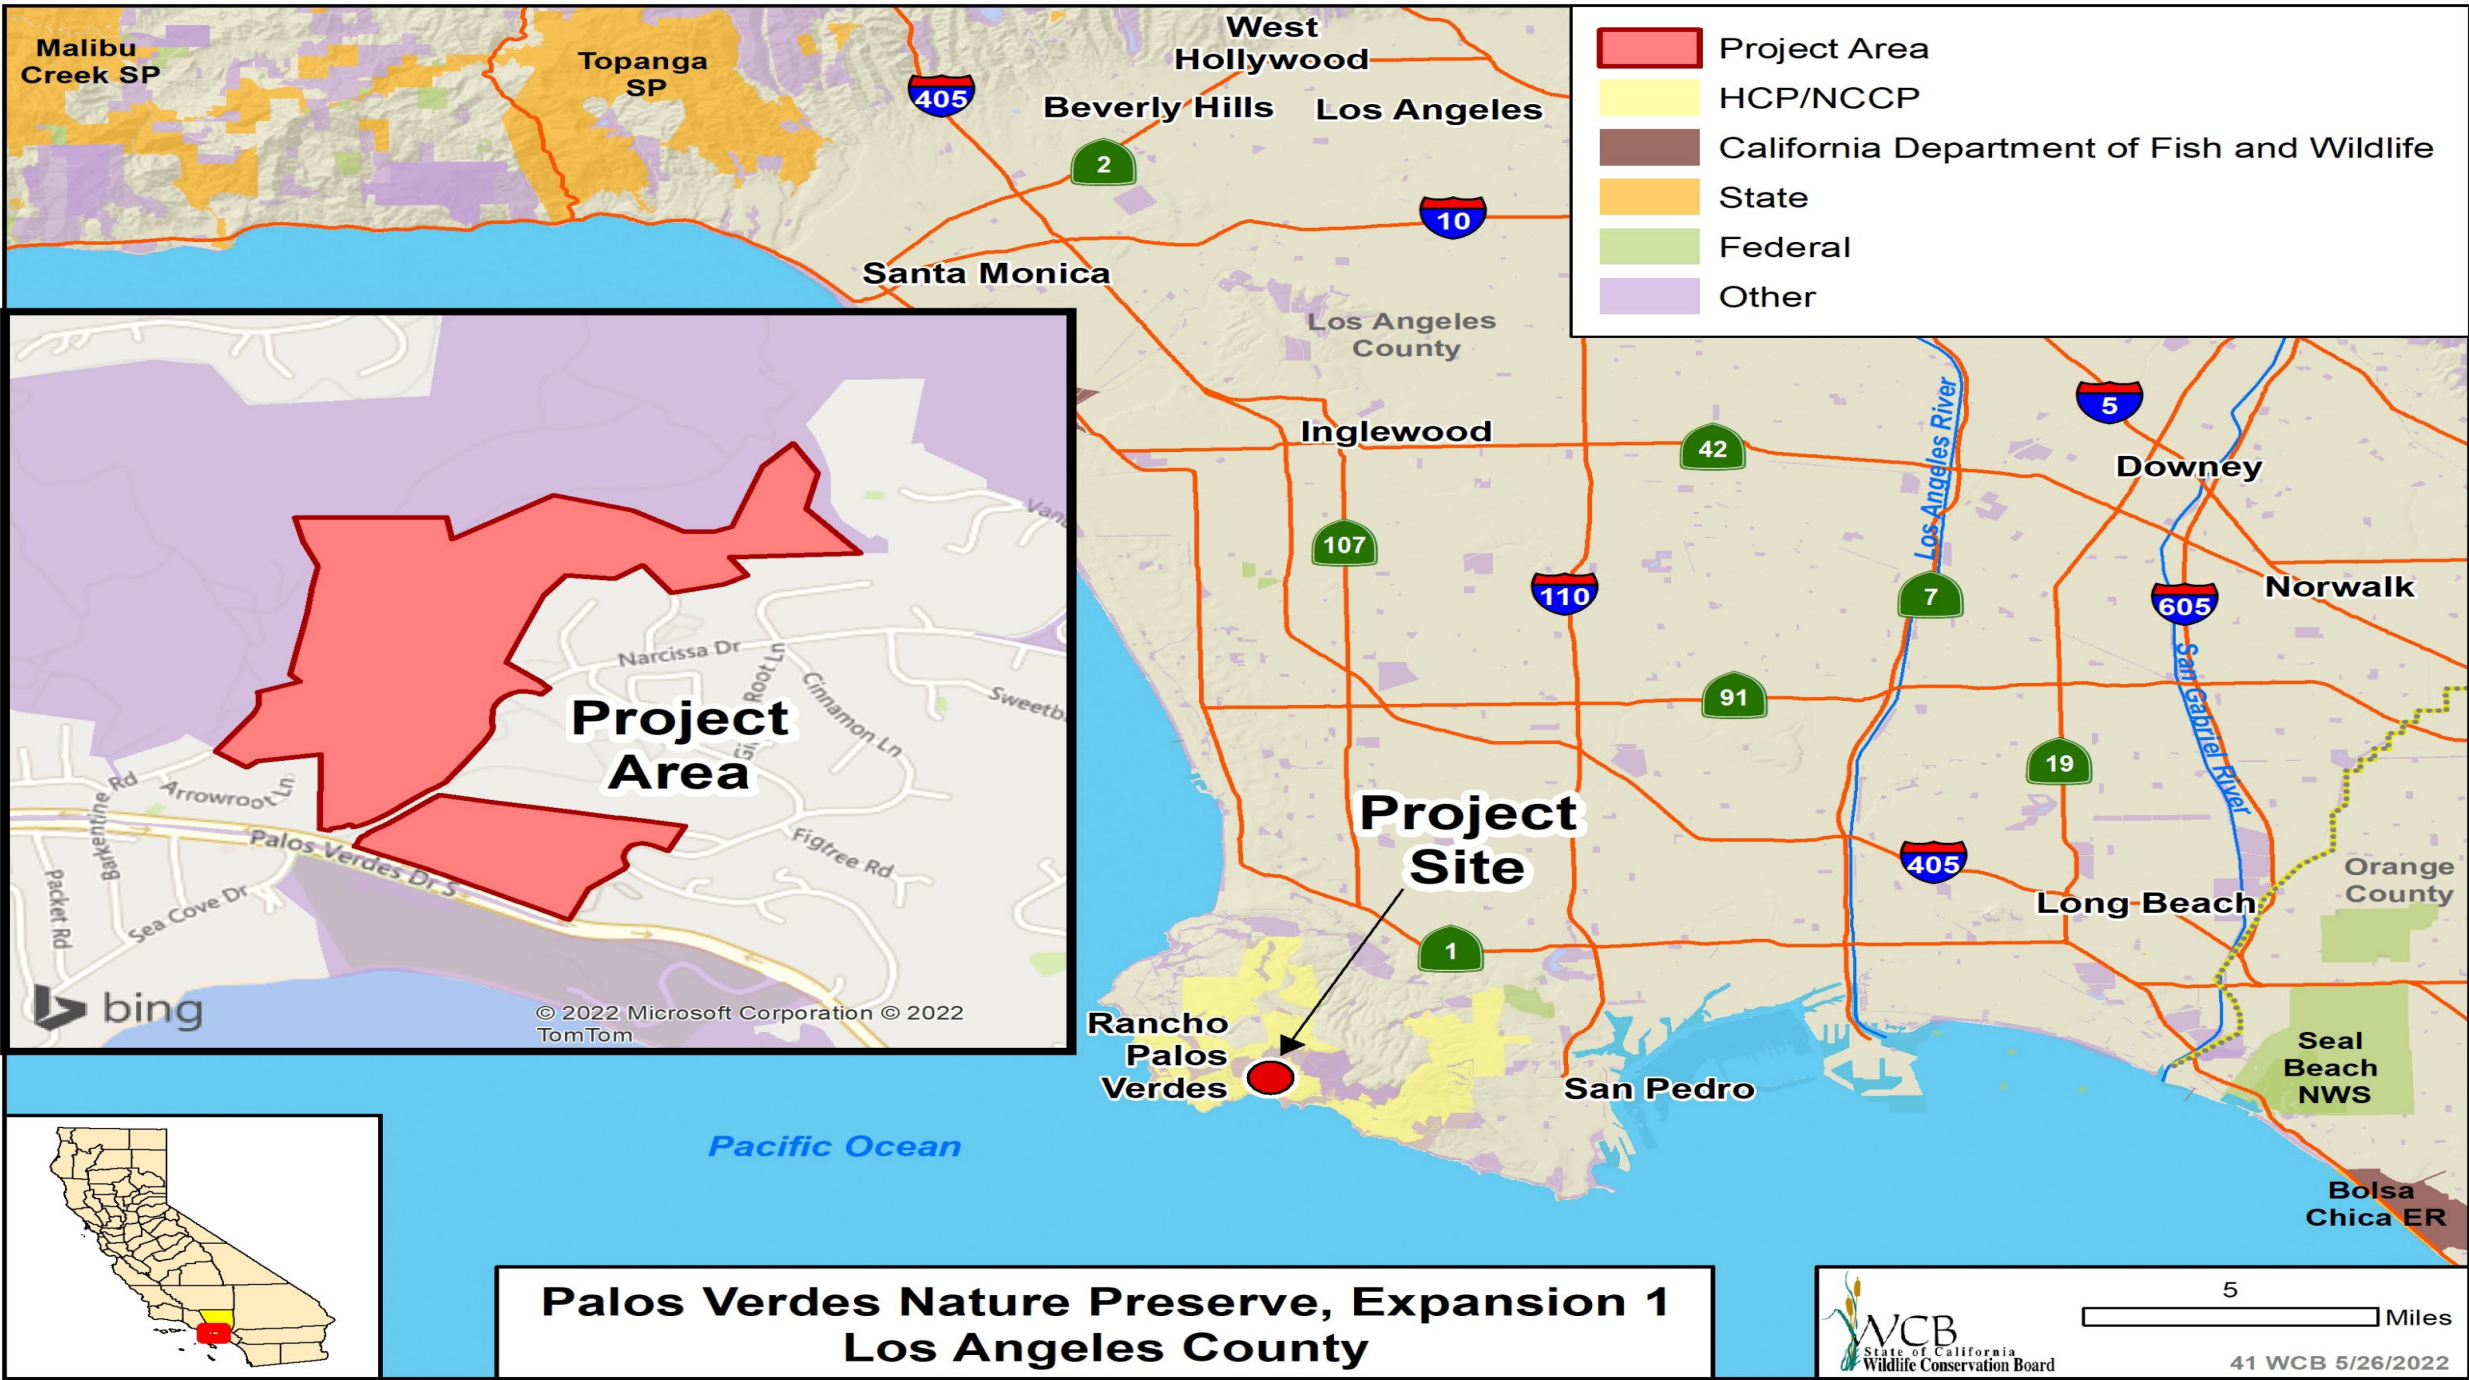 Malibu
Creek SP
Topanga
SP
405
West
Hollywood
Beverly Hills
Los Angeles
2
10
Santa Monica
Los Angeles
County
Project Area
HCP/NCCP
California Department of Fish and Wildlife
State
Federal
Other
Inglewood
42
Los Angeles River
5
Downey
107
110
7
605
Norwalk
San Gabriel River
91
19
Project
Site
405
Long Beach
Orange
County
1
Rancho
Palos
Verdes
San Pedro
Seal
Beach
NWS
Bolsa
Chica ER
Pacific Ocean
Narcissa Dr
Root Ln
Cinnamon Ln
Project
Area
Barkentine Rd
Arrowroot Ln
Palos Verdes Dr S
Figtree Rd
Packet Rd
Sea Cove Dr
bing
© 2022 Microsoft Corporation © 2022
TomTom
Palos Verdes Nature Preserve, Expansion 1
Los Angeles County
WCB
State of California
Wildlife Conservation Board
5
Miles
41 WCB 5/26/2022